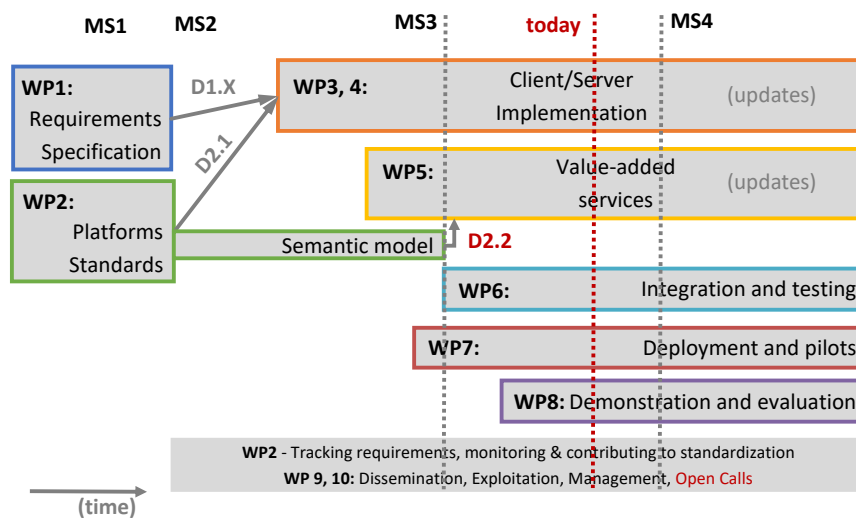 MS1 MS2 MS3 today MS4
WP1:
Requirements
Specification
D1.X
D2.1
WP3, 4:
Client/Server
Implementation
(updates)
WP5:
Value-added
services
(updates)
WP2:
Platforms
Standards
Semantic model
D2.2
WP6: Integration and testing
WP7: Deployment and pilots
WP8: Demonstration and evaluation
WP2 - Tracking requirements, monitoring & contributing to standardization
WP 9, 10: Dissemination, Exploitation, Management, Open Calls
(time)